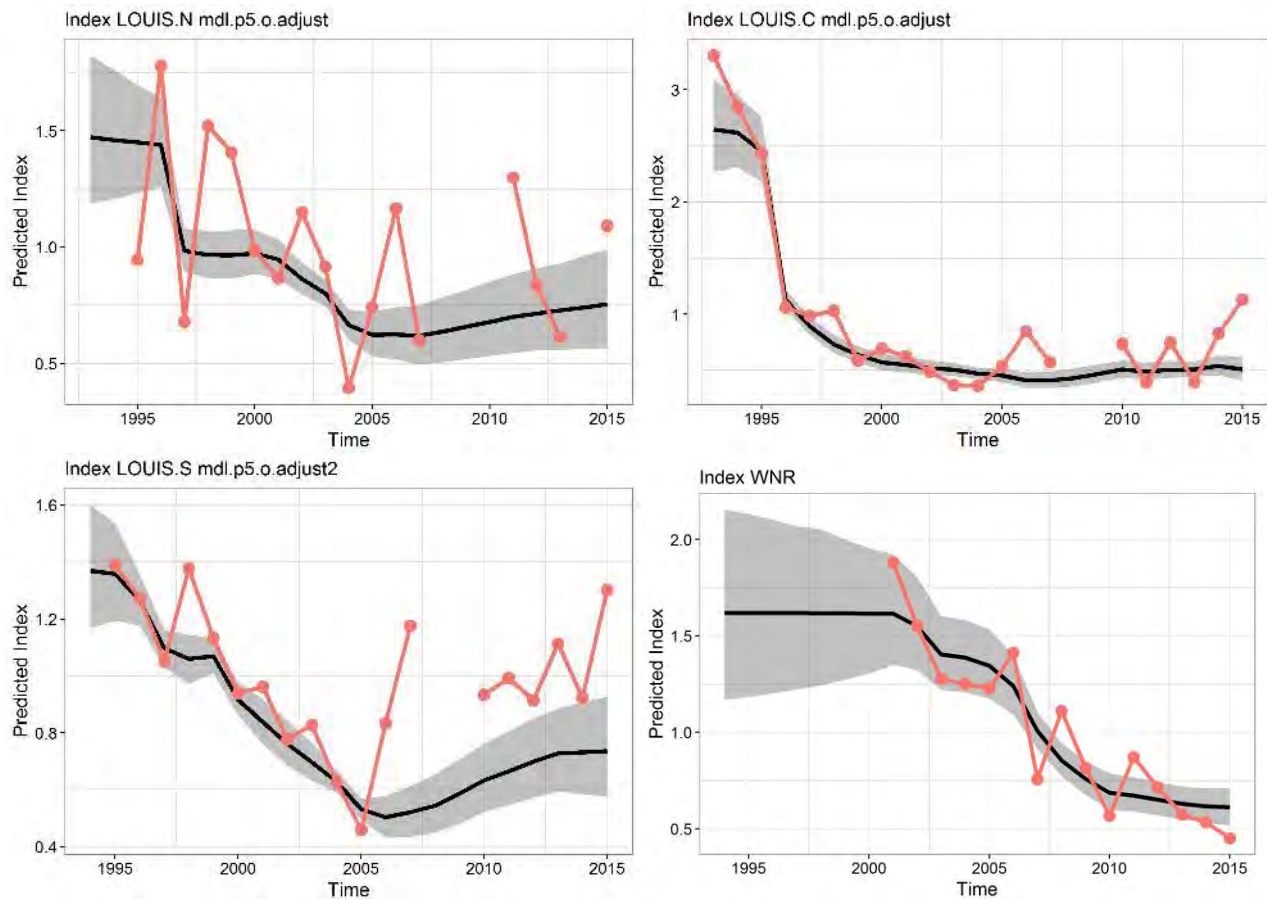 Index LOUIS.N mdl.p5.o.adjust
1.5
1.0
0.5
Predicted Index
1995 2000 2005 2010 2015
Time
Index LOUIS.C mdl.p5.o.adjust
3
2
1
Predicted Index
1995 2000 2005 2010 2015
Time
Index LOUIS.S mdl.p5.o.adjust2
1.6
1.2
0.8
0.4
Predicted Index
1995 2000 2005 2010 2015
Time
Index WNR
2.0
1.5
1.0
0.5
Predicted Index
1995 2000 2005 2010 2015
Time